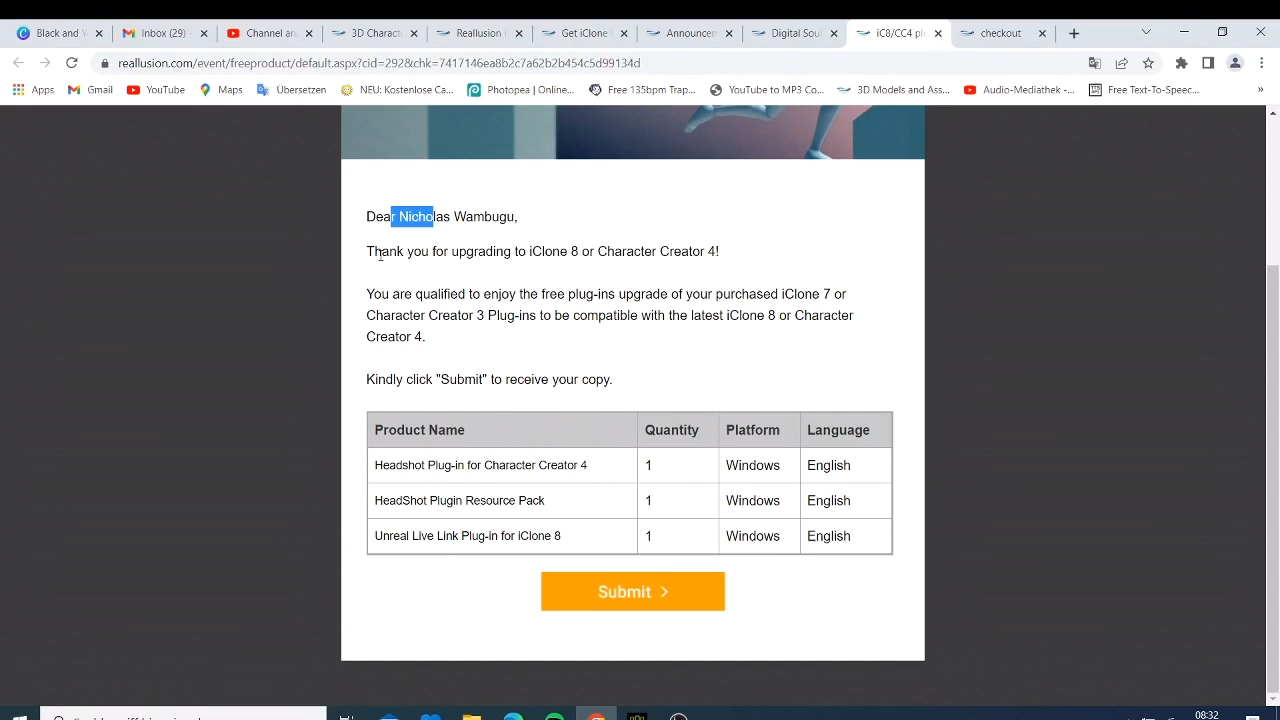 Black and
Inbox (29) -
Channel an
3D Charact
Reallusion
Get iClone
Announcem
Digital Soul
iC8/CC4 pl
checkout
reallusion.com/event/freeproduct/default.aspx?cid=292&chk=7417146ea8b2c7a62b2b454c5d99134d
Apps
Gmail
YouTube
Maps
Übersetzen
NEU: Kostenlose Ca...
Photopea | Online...
Free 135bpm Trap...
YouTube to MP3 Co...
3D Models and Ass...
Audio-Mediathek -...
Free Text-To-Speec...
»
Dear Nicholas Wambugu,
Thank you for upgrading to iClone 8 or Character Creator 4!
You are qualified to enjoy the free plug-ins upgrade of your purchased iClone 7 or
Character Creator 3 Plug-ins to be compatible with the latest iClone 8 or Character
Creator 4.
Kindly click "Submit" to receive your copy.
Product Name Quantity Platform Language
Headshot Plug-in for Character Creator 4 1 Windows English
HeadShot Plugin Resource Pack 1 Windows English
Unreal Live Link Plug-in for iClone 8 1 Windows English
Submit >
08:32